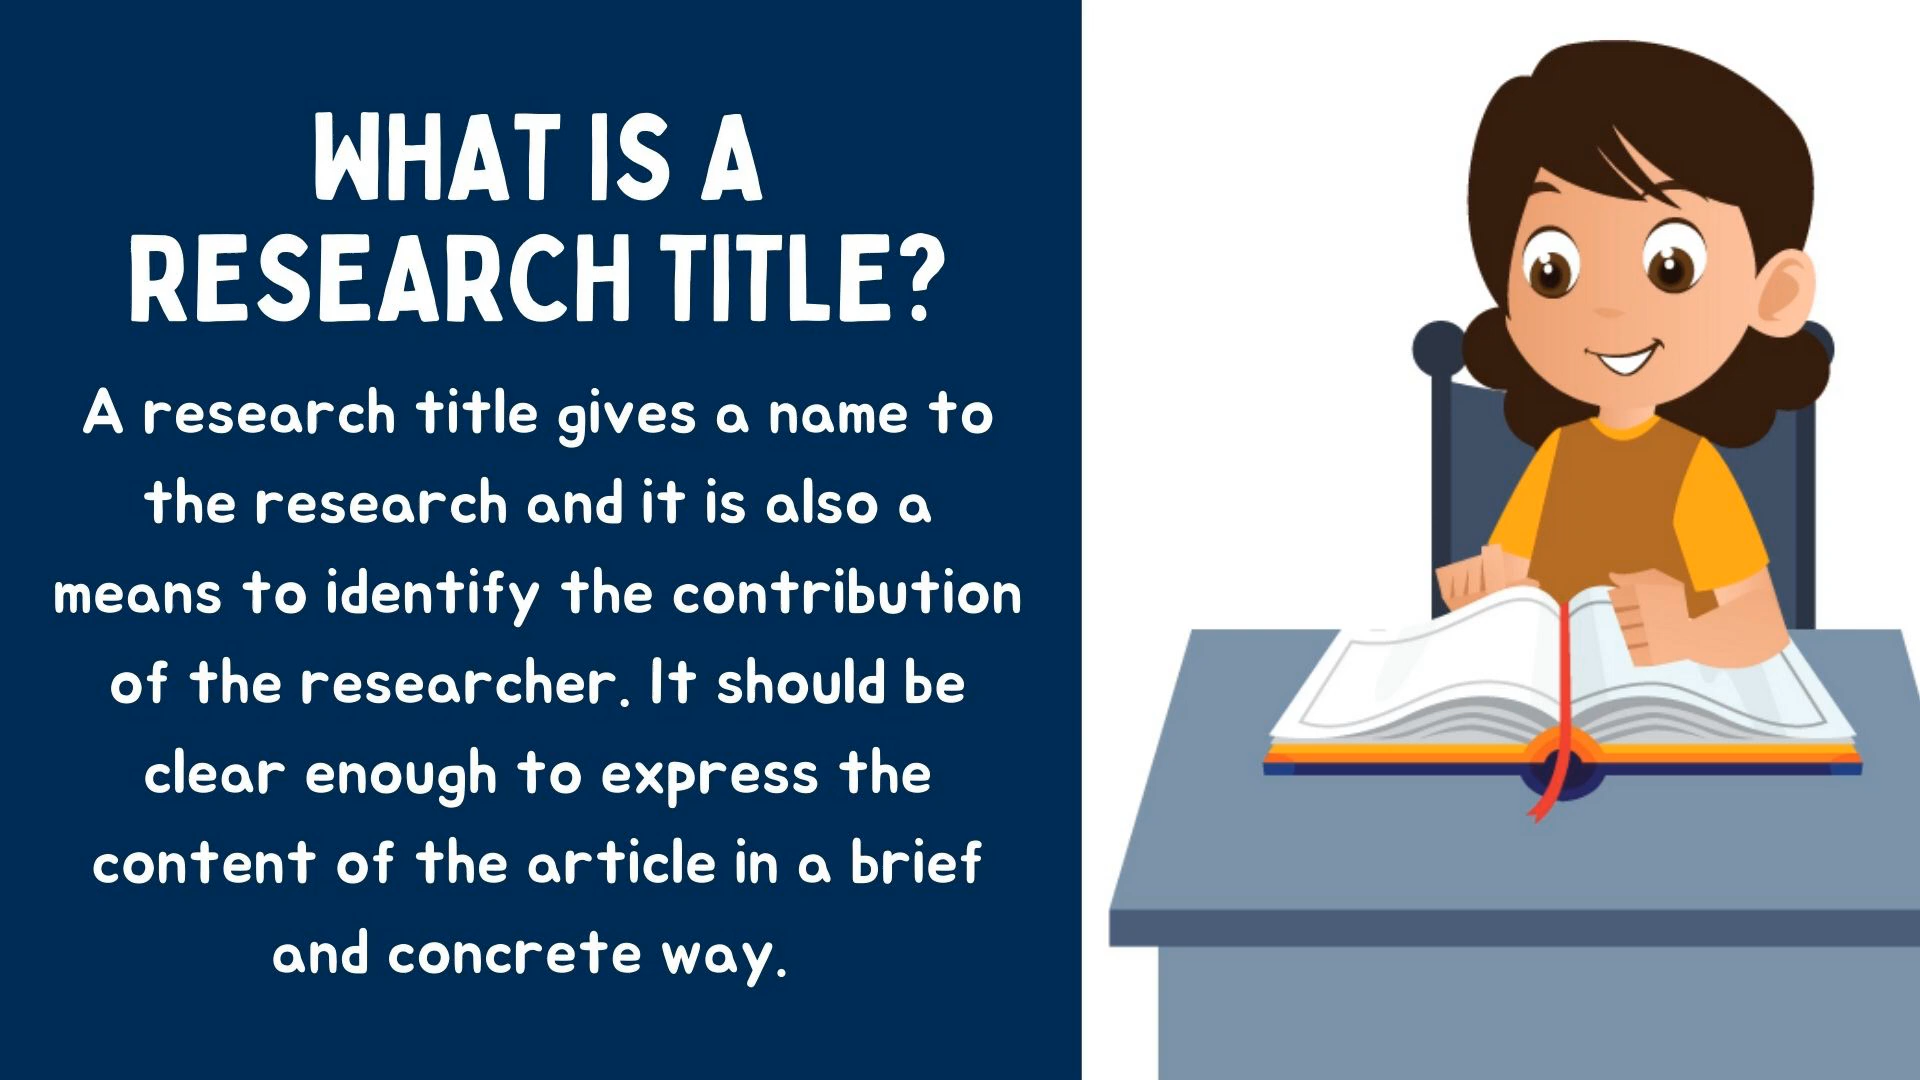 WHAT IS A
RESEARCH TITLE?
A research title gives a name to
the research and it is also a
means to identify the contribution
of the researcher. It should be
clear enough to express the
content of the article in a brief
and concrete way.